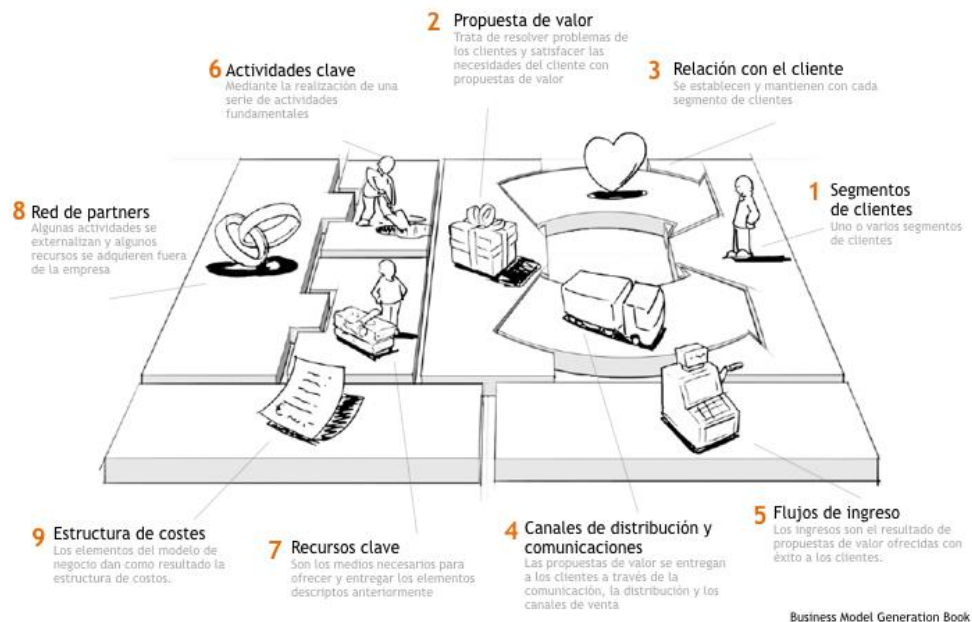 2 Propuesta de valor
Trata de resolver problemas de
los clientes y satisfacer las
necesidades del cliente con
propuestas de valor
6 Actividades clave
Mediante la realización de una
serie de actividades
fundamentales
3 Relación con el cliente
Se establecen y mantienen con cada
segmento de clientes
8 Red de partners
Algunas actividades se
externalizan y algunos
recursos se adquieren fuera
de la empresa
1 Segmentos
de clientes
Uno o varios segmentos
de clientes
9 Estructura de costes
Los elementos del modelo de
negocio dan como resultado la
estructura de costos.
7 Recursos clave
Son los medios necesarios para
ofrecer y entregar los elementos
descriptos anteriormente
4 Canales de distribución y
comunicaciones
Las propuestas de valor se entregan
a los clientes a través de la
comunicación, la distribución y los
canales de venta
5 Flujos de ingreso
Los ingresos son el resultado de
propuestas de valor ofrecidas con
éxito a los clientes.
Business Model Generation Book